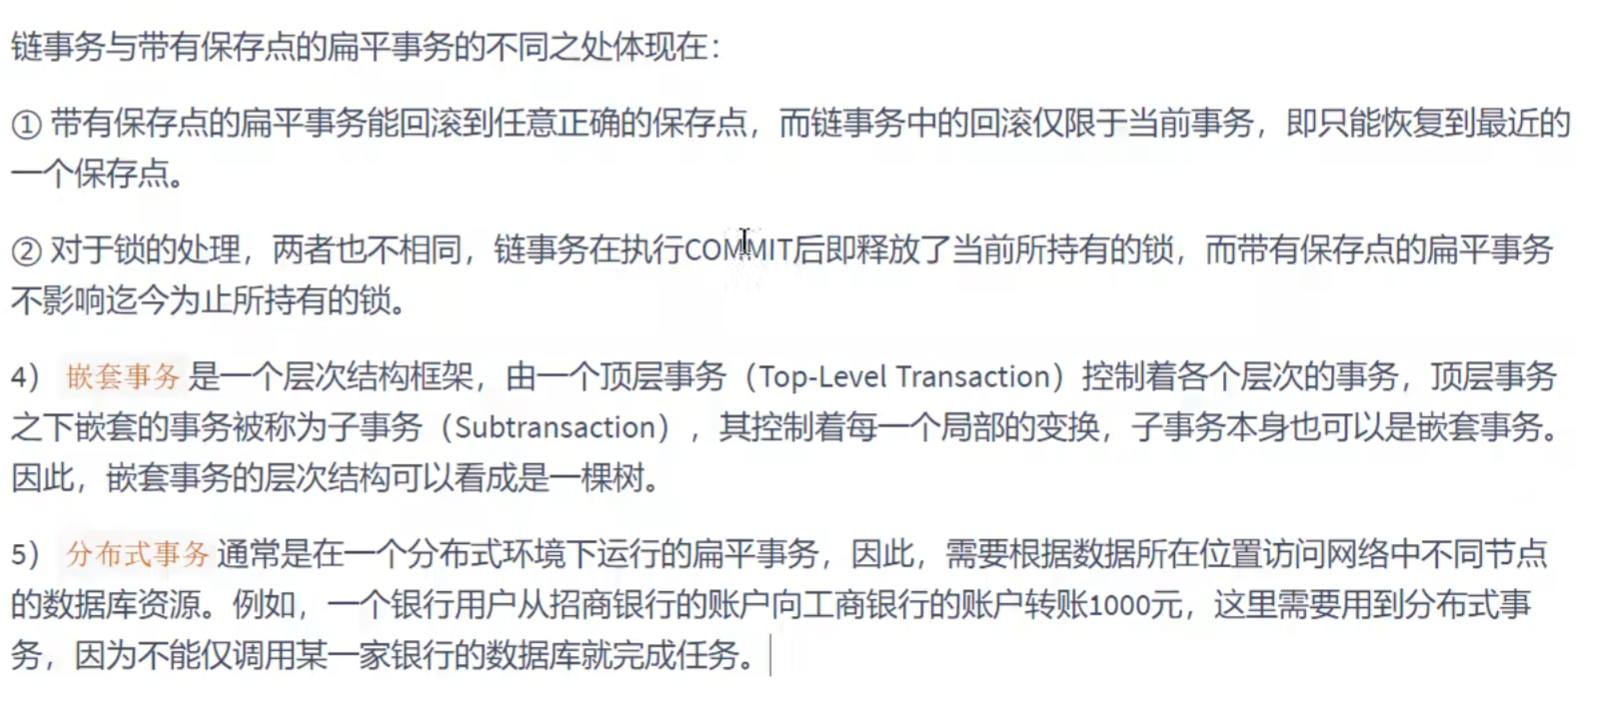 链事务与带有保存点的扁平事务的不同之处体现在：
① 带有保存点的扁平事务能回滚到任意正确的保存点，而链事务中的回滚仅限于当前事务，即只能恢复到最近的
一个保存点。
② 对于锁的处理，两者也不相同，链事务在执行COMMIT后即释放了当前所持有的锁，而带有保存点的扁平事务
不影响迄今为止所持有的锁。
4） 嵌套事务 是一个层次结构框架，由一个顶层事务（Top-Level Transaction）控制着各个层次的事务，顶层事务
之下嵌套的事务被称为子事务（Subtransaction），其控制着每一个局部的变换，子事务本身也可以是嵌套事务。
因此，嵌套事务的层次结构可以看成是一棵树。
5） 分布式事务 通常是在一个分布式环境下运行的扁平事务，因此，需要根据数据所在位置访问网络中不同节点
的数据库资源。例如，一个银行用户从招商银行的账户向工商银行的账户转账1000元，这里需要用到分布式事
务，因为不能仅调用某一家银行的数据库就完成任务。